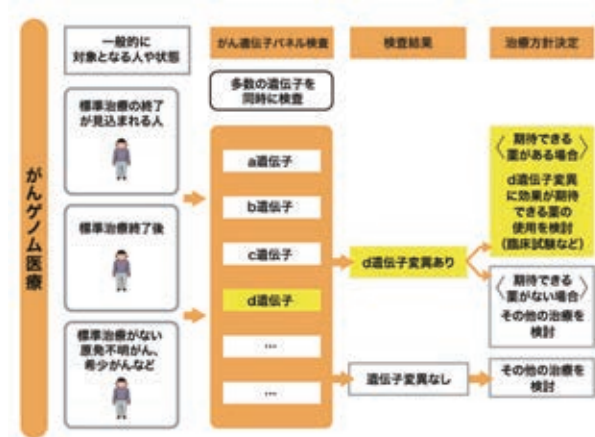 がんゲノム医療
一般的に
対象となる人や状態
標準治療の終了
が見込まれる人
標準治療終了後
標準治療がない
原発不明がん、
希少がんなど
がん遺伝子パネル検査
多数の遺伝子を
同時に検査
a遺伝子
b遺伝子
c遺伝子
d遺伝子
…
…
検査結果
d遺伝子変異あり
遺伝子変異なし
治療方針決定
〈期待できる
薬がある場合〉
d遺伝子変異
に効果が期待
できる薬の
使用を検討
(臨床試験など)
〈期待できる
薬がない場合〉
その他の治療を
検討
その他の治療を
検討